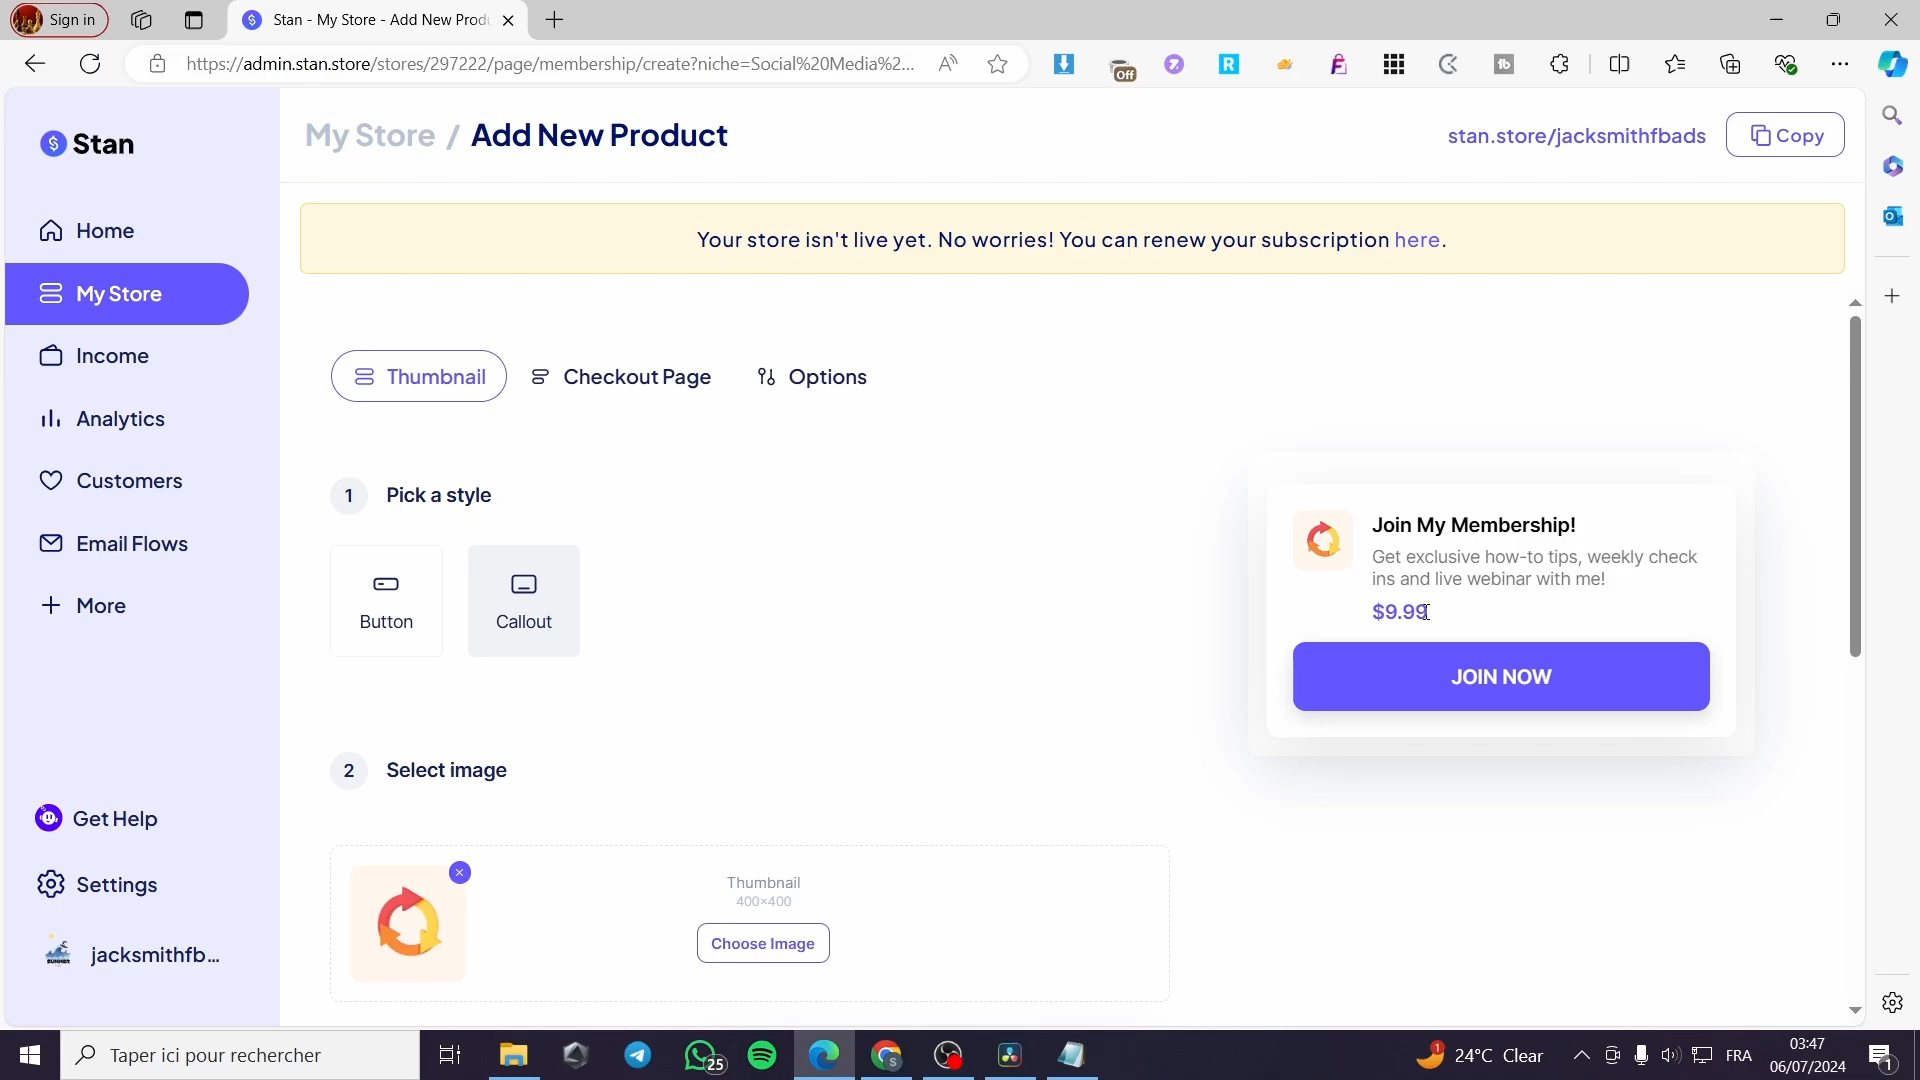 Sign in
Stan - My Store - Add New Produ
https://admin.stan.store/stores/297222/page/membership/create?niche=Social%20Media%2...
Off
Stan
My Store / Add New Product
stan.store/jacksmithfbads
Copy
Home
My Store
Income
Analytics
Customers
Email Flows
More
Get Help
Settings
jacksmithfb...
Your store isn't live yet. No worries! You can renew your subscription here.
Thumbnail
Checkout Page
Options
1 Pick a style
Button
Callout
Join My Membership!
Get exclusive how-to tips, weekly check
ins and live webinar with me!
$9.99
JOIN NOW
2 Select image
Thumbnail
400×400
Choose Image
Taper ici pour rechercher
25
1
24°C Clear
FRA
03:47
06/07/2024
1